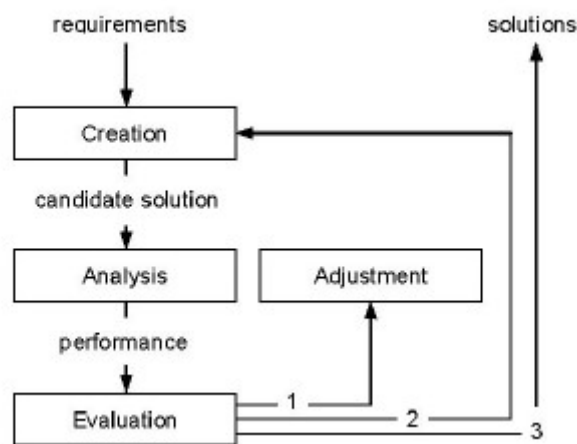 requirements
solutions
Creation
candidate solution
Analysis
Adjustment
performance
1
Evaluation
2
3